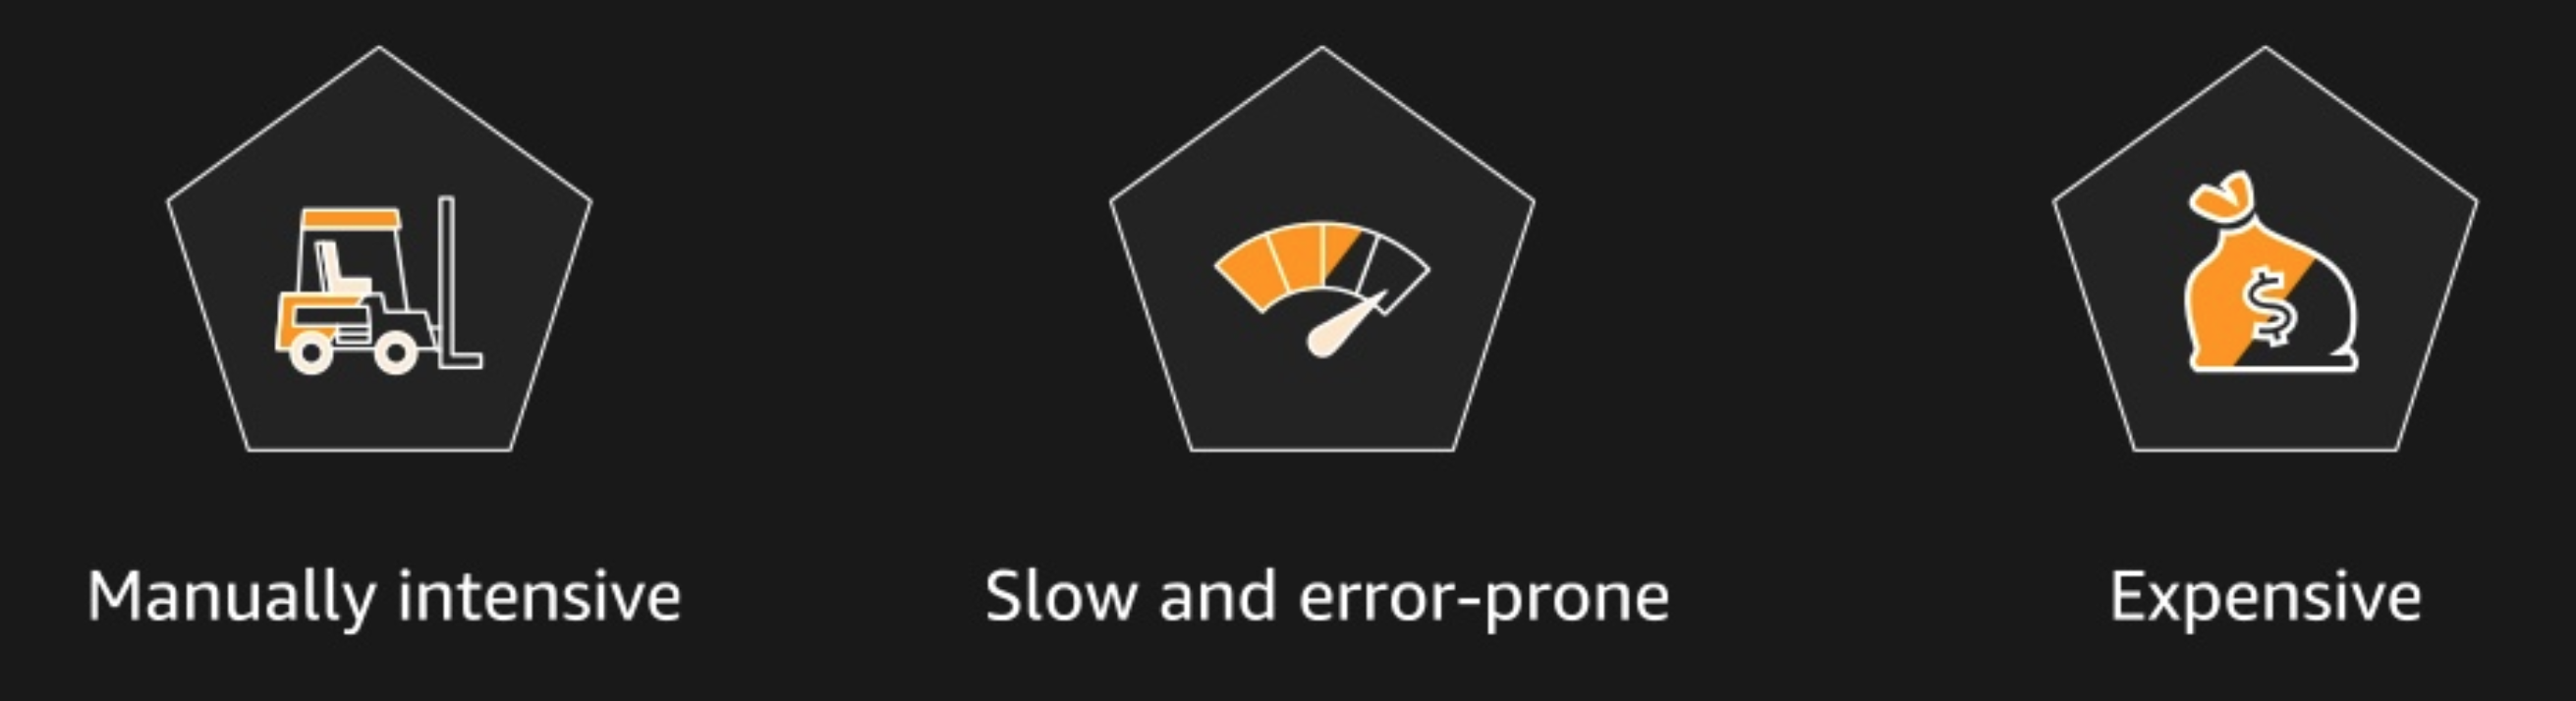 Manually intensive
Slow and error-prone
Expensive